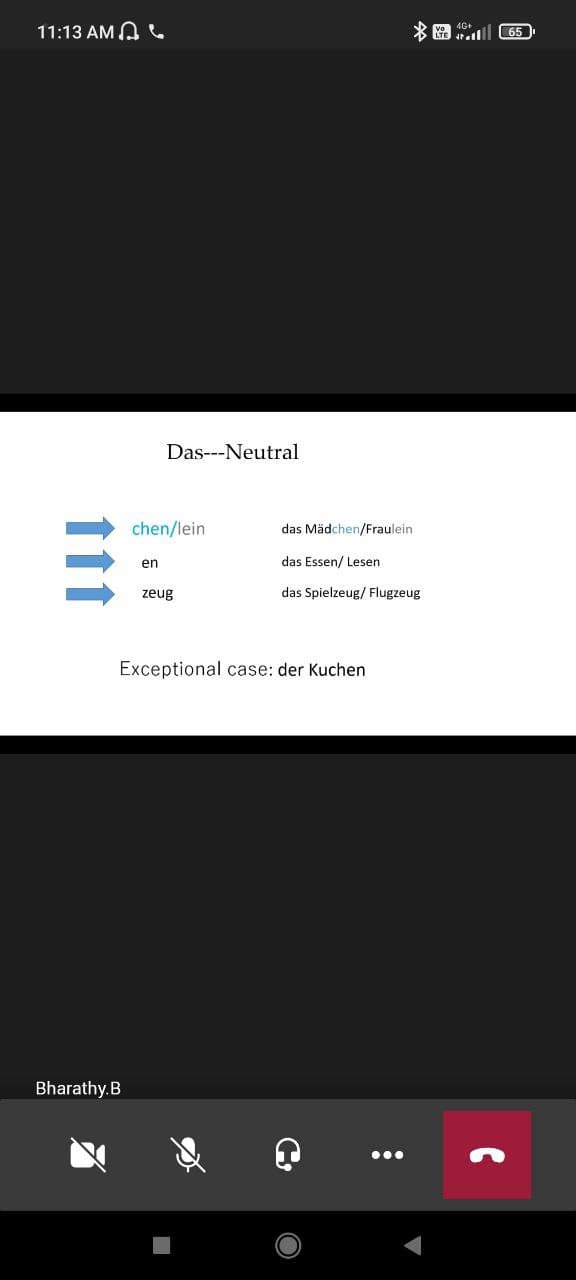 11:13 AM
Vo LTE 4G+ 65
Das---Neutral
chen/lein das Mädchen/Fraulein
en das Essen/ Lesen
zeug das Spielzeug/ Flugzeug
Exceptional case: der Kuchen
Bharathy.B